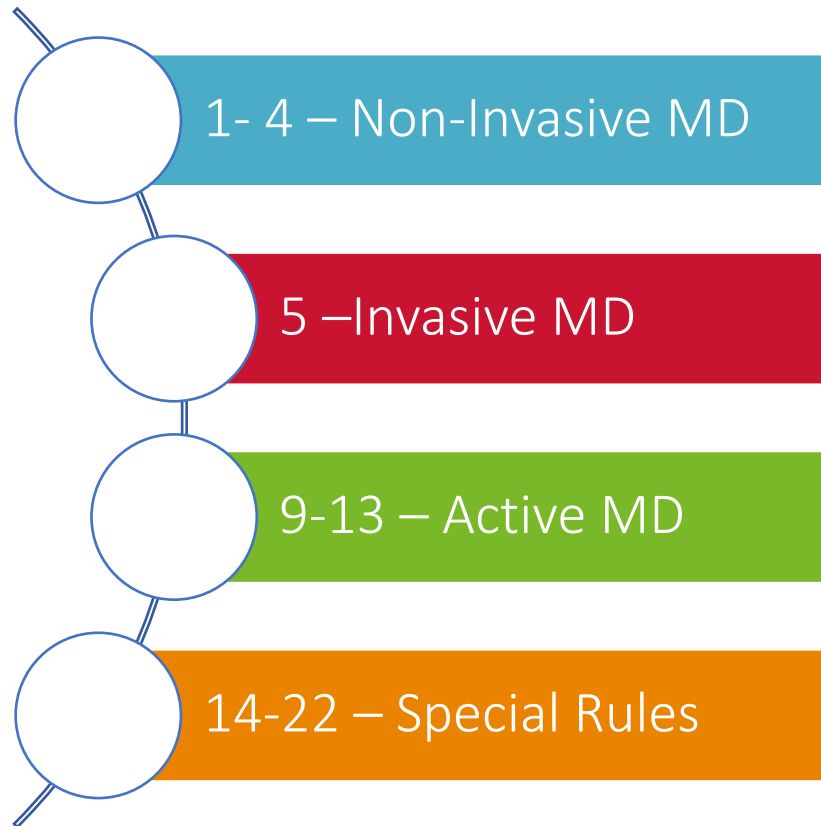 1- 4 – Non-Invasive MD
5 –Invasive MD
9-13 – Active MD
14-22 – Special Rules